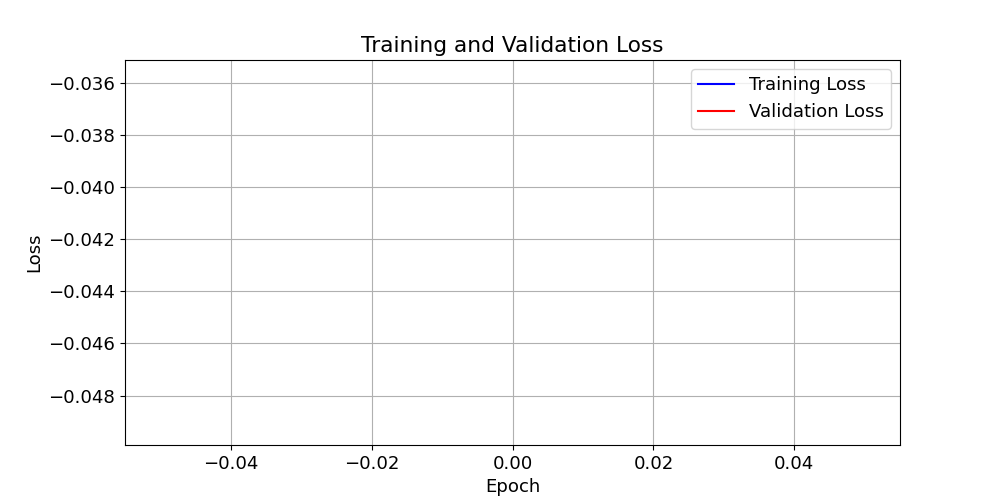 Training and Validation Loss
−0.036
−0.038
−0.040
−0.042
−0.044
−0.046
−0.048
Loss
Training Loss
Validation Loss
−0.04
−0.02
0.00
0.02
0.04
Epoch